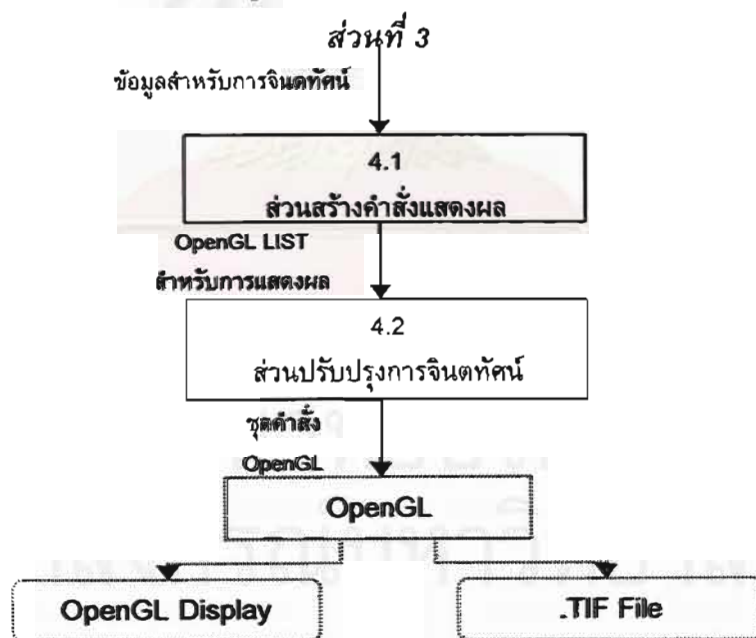 ส่วนที่ 3
ข้อมูลสำหรับการจินตทัศน์
4.1
ส่วนสร้างคำสั่งแสดงผล
OpenGL LIST
สำหรับการแสดงผล
4.2
ส่วนปรับปรุงการจินตทัศน์
ชุดคำสั่ง
OpenGL
OpenGL
OpenGL Display
.TIF File